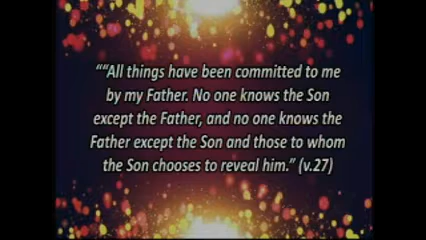 ““All things have been committed to me
by my Father. No one knows the Son
except the Father, and no one knows the
Father except the Son and those to whom
the Son chooses to reveal him.” (v.27)